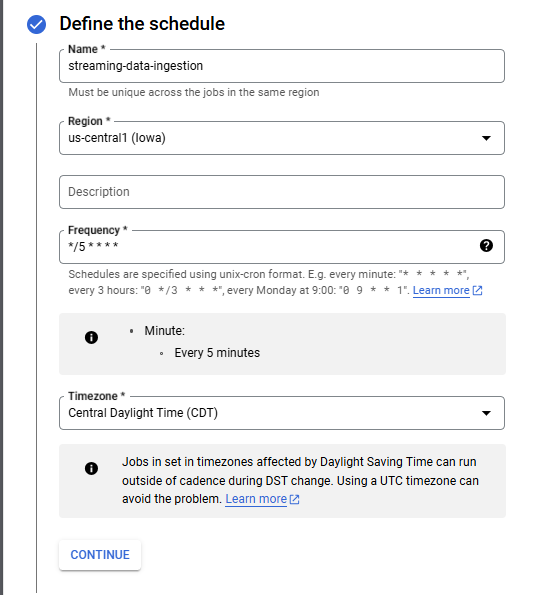 Define the schedule
Name *
streaming-data-ingestion
Must be unique across the jobs in the same region
Region *
us-central1 (Iowa)
Description
Frequency *
*/5 * * * *
Schedules are specified using unix-cron format. E.g. every minute: "* * * * *",
every 3 hours: "0 */3 * * *", every Monday at 9:00: "0 9 * * 1". Learn more
• Minute:
◦ Every 5 minutes
Timezone *
Central Daylight Time (CDT)
Jobs in set in timezones affected by Daylight Saving Time can run
outside of cadence during DST change. Using a UTC timezone can
avoid the problem. Learn more
CONTINUE